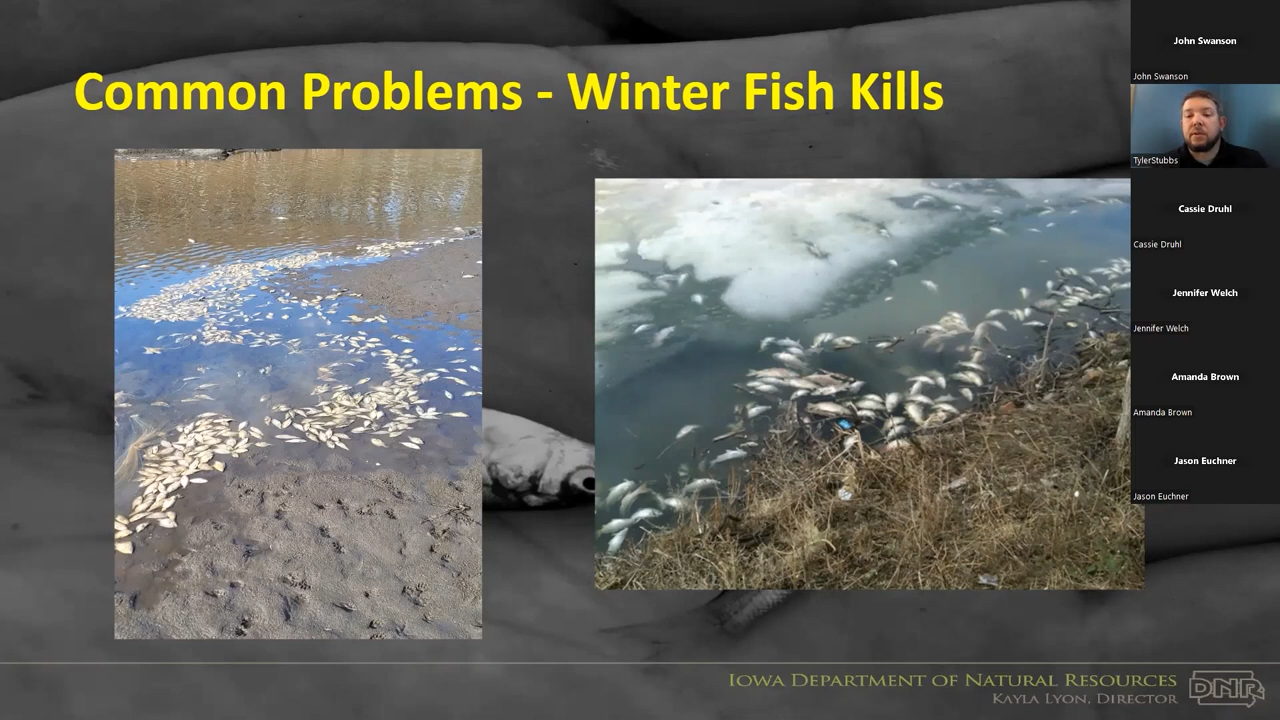 Common Problems - Winter Fish Kills
John Swanson
John Swanson
TylerStubbs
Cassie Druhl
Cassie Druhl
Jennifer Welch
Jennifer Welch
Amanda Brown
Amanda Brown
Jason Euchner
Jason Euchner
Iowa Department of Natural Resources
Kayla Lyon, Director
DNR